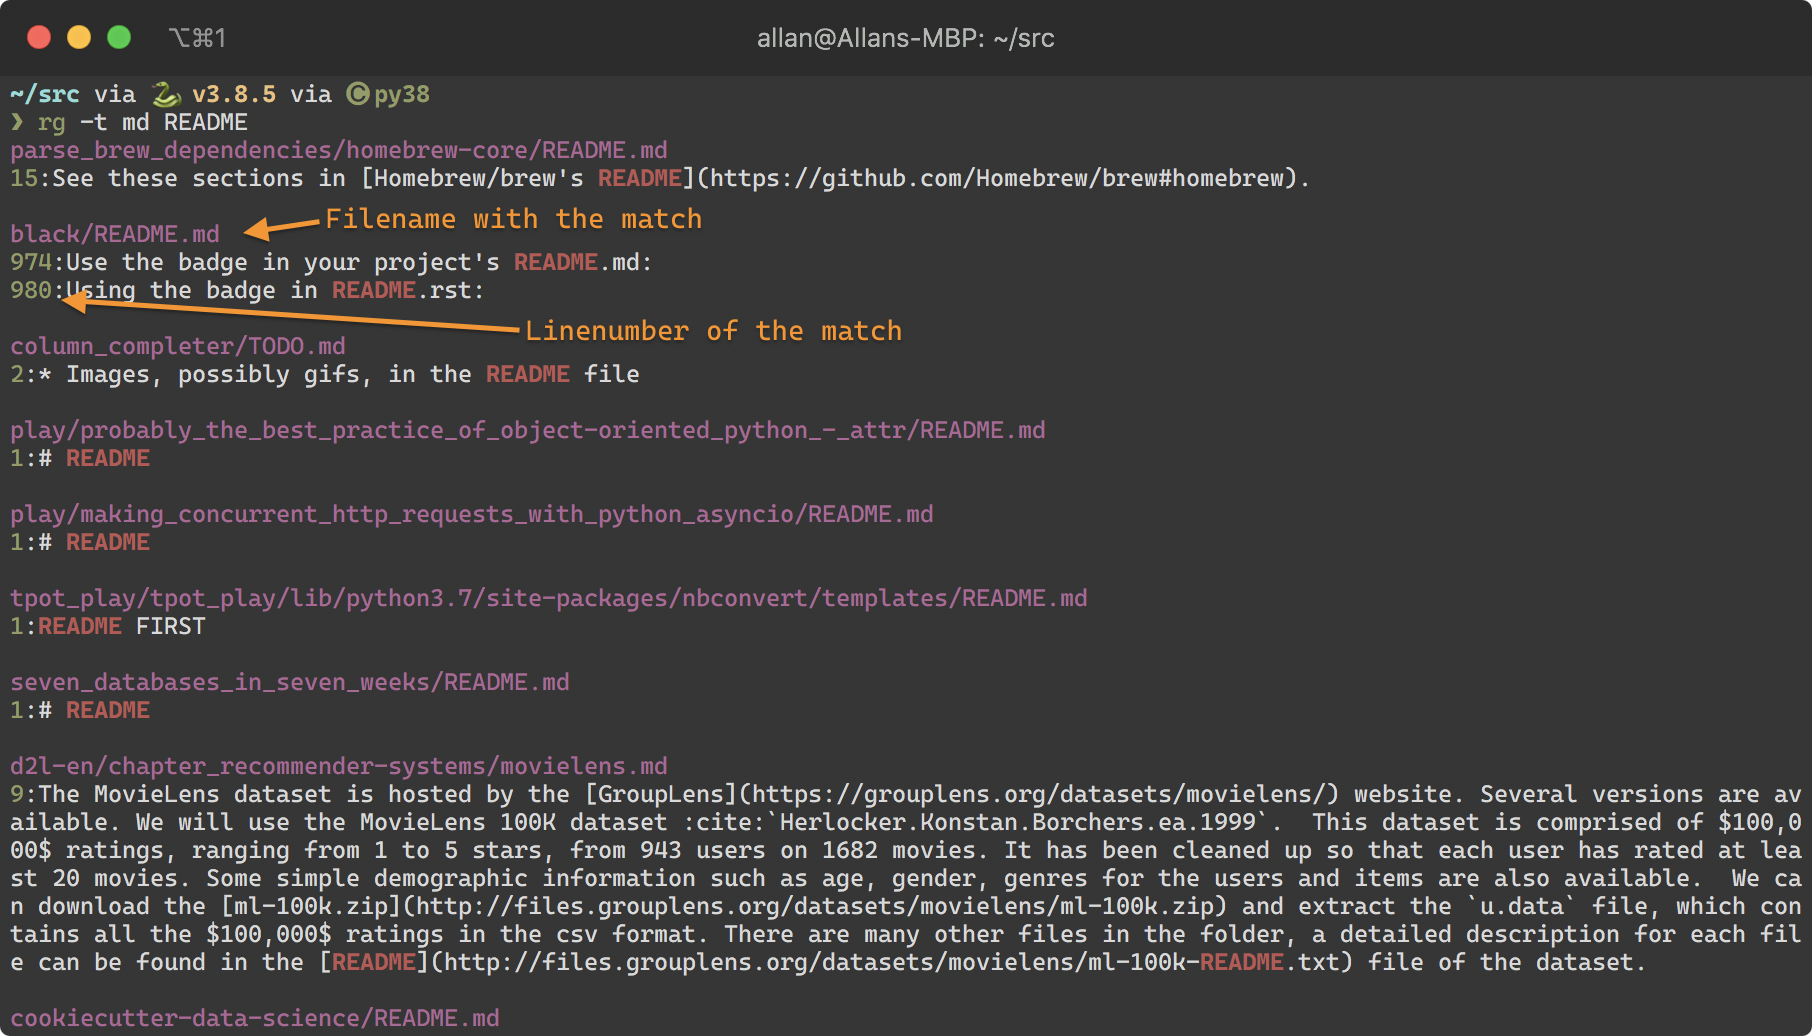 ⌥⌘1 allan@Allans-MBP: ~/src
~/src via 🐍 v3.8.5 via 🅒 py38
❯ rg -t md README
parse_brew_dependencies/homebrew-core/README.md
15:See these sections in [Homebrew/brew's README](https://github.com/Homebrew/brew#homebrew).
Filename with the match
black/README.md
974:Use the badge in your project's README.md:
980:Using the badge in README.rst:
Linenumber of the match
column_completer/TODO.md
2:* Images, possibly gifs, in the README file
play/probably_the_best_practice_of_object-oriented_python_-_attr/README.md
1:# README
play/making_concurrent_http_requests_with_python_asyncio/README.md
1:# README
tpot_play/tpot_play/lib/python3.7/site-packages/nbconvert/templates/README.md
1:README FIRST
seven_databases_in_seven_weeks/README.md
1:# README
d2l-en/chapter_recommender-systems/movielens.md
9:The MovieLens dataset is hosted by the [GroupLens](https://grouplens.org/datasets/movielens/) website. Several versions are av
ailable. We will use the MovieLens 100K dataset :cite:`Herlocker.Konstan.Borchers.ea.1999`.  This dataset is comprised of $100,0
00$ ratings, ranging from 1 to 5 stars, from 943 users on 1682 movies. It has been cleaned up so that each user has rated at lea
st 20 movies. Some simple demographic information such as age, gender, genres for the users and items are also available.  We ca
n download the [ml-100k.zip](http://files.grouplens.org/datasets/movielens/ml-100k.zip) and extract the `u.data` file, which con
tains all the $100,000$ ratings in the csv format. There are many other files in the folder, a detailed description for each fil
e can be found in the [README](http://files.grouplens.org/datasets/movielens/ml-100k-README.txt) file of the dataset.
cookiecutter-data-science/README.md